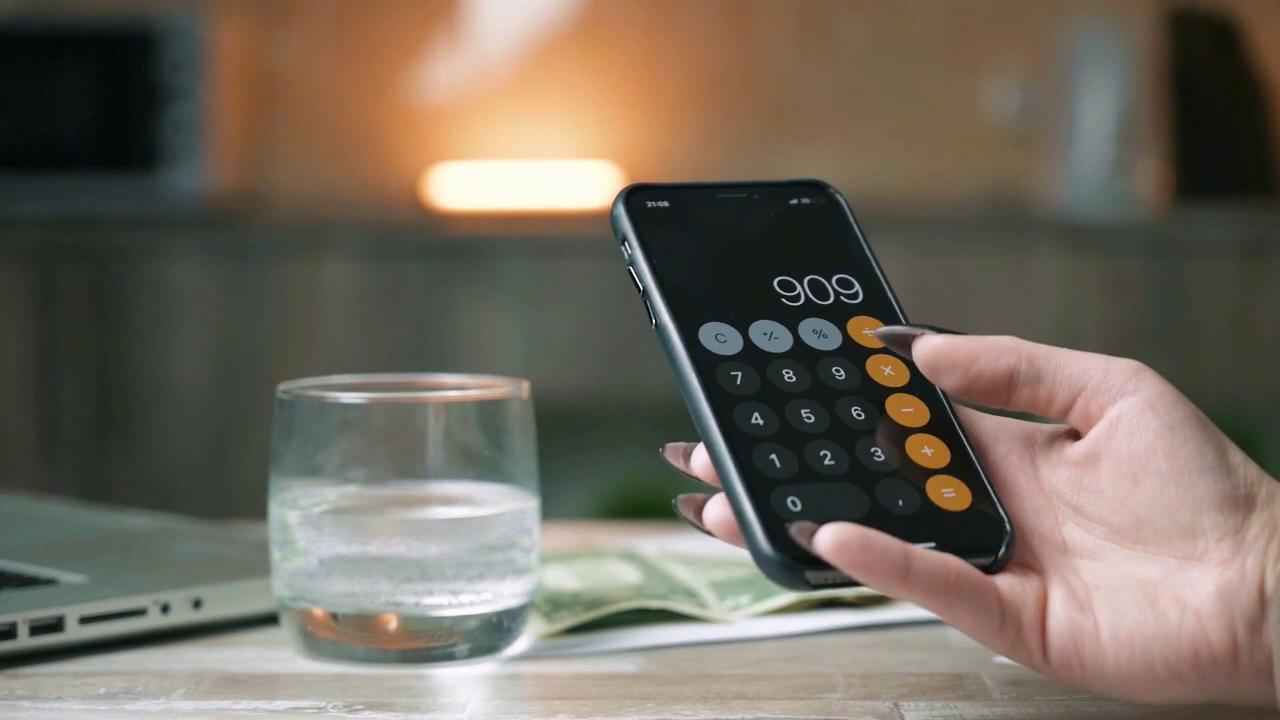 21:08
909
C +/- % ÷
7 8 9 ×
4 5 6 −
1 2 3 +
0 , =